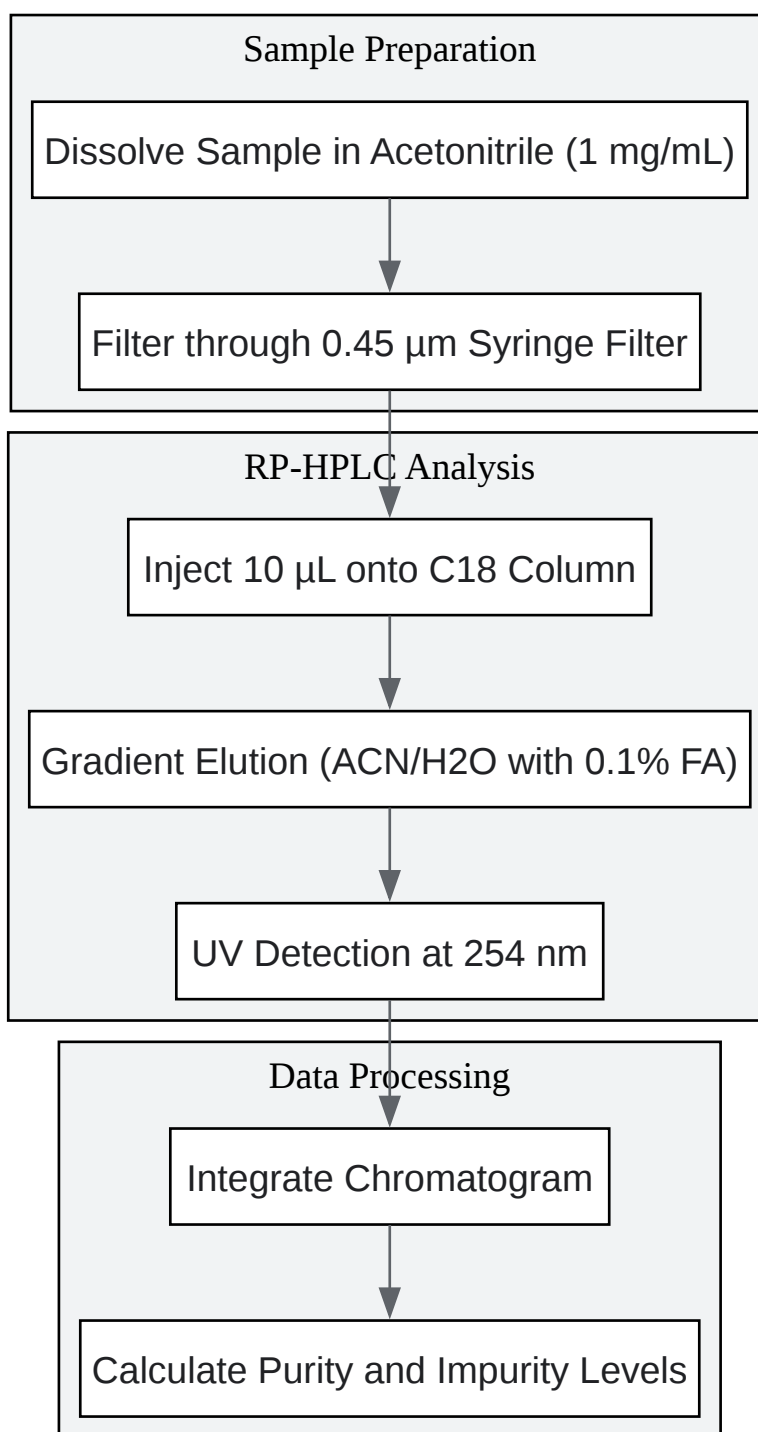 Sample Preparation
Dissolve Sample in Acetonitrile (1 mg/mL)
Filter through 0.45 µm Syringe Filter
RP-HPLC Analysis
Inject 10 µL onto C18 Column
Gradient Elution (ACN/H2O with 0.1% FA)
UV Detection at 254 nm
Data Processing
Integrate Chromatogram
Calculate Purity and Impurity Levels